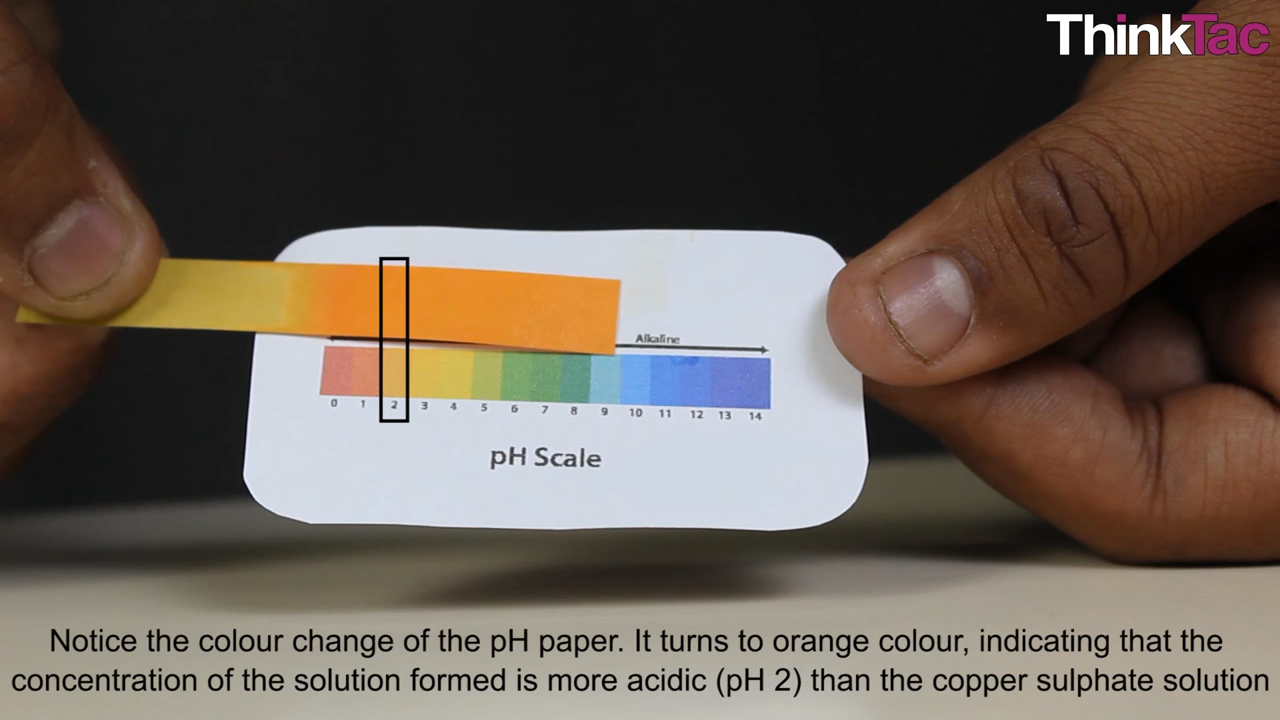 ThinkTac
Alkaline
0 1 2 3 4 5 6 7 8 9 10 11 12 13 14
pH Scale
Notice the colour change of the pH paper. It turns to orange colour, indicating that the
concentration of the solution formed is more acidic (pH 2) than the copper sulphate solution